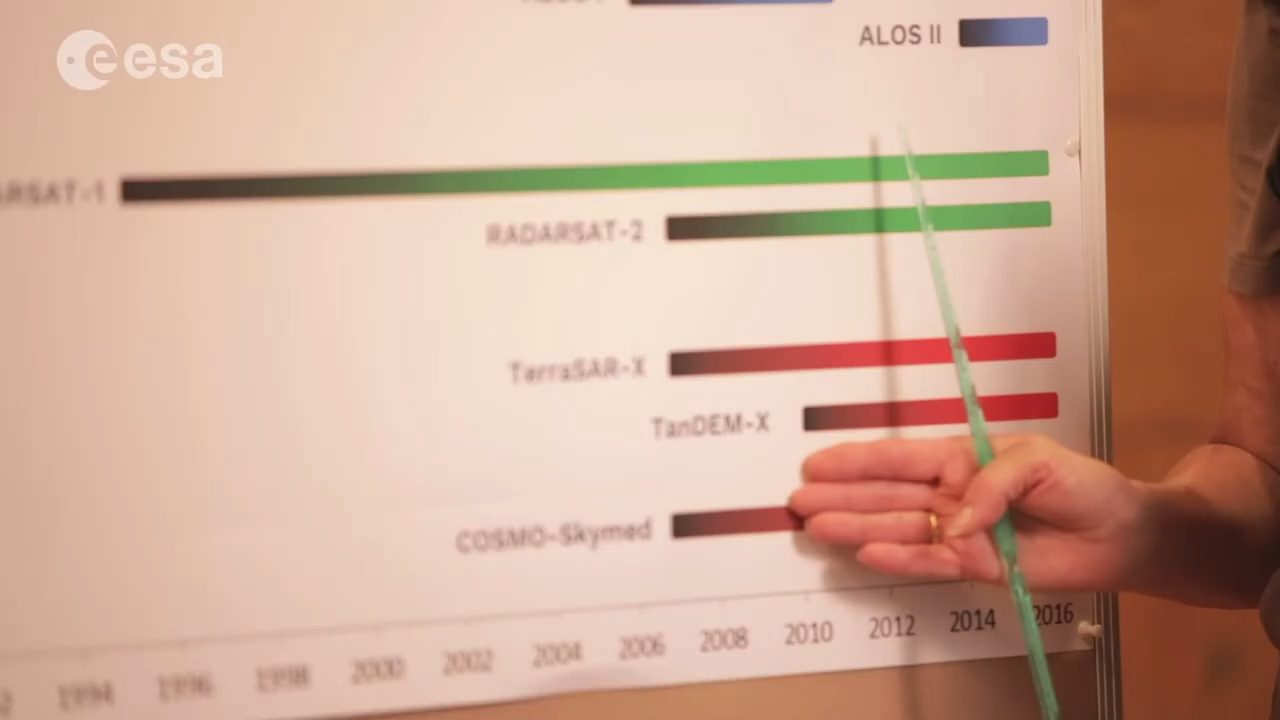 esa
ALOS II
RADARSAT-2
TerraSAR-X
TanDEM-X
COSMO-Skymed
1994 1996 1998 2000 2002 2004 2006 2008 2010 2012 2014 2016